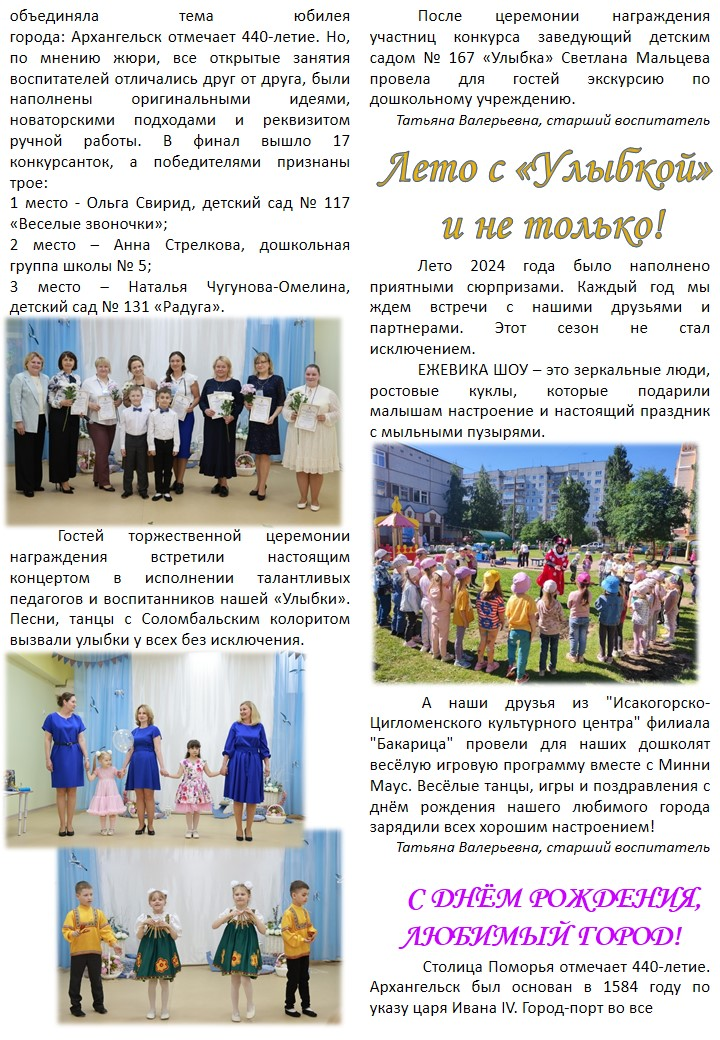 объединяла тема юбилея
города: Архангельск отмечает 440-летие. Но,
по мнению жюри, все открытые занятия
воспитателей отличались друг от друга, были
наполнены оригинальными идеями,
новаторскими подходами и реквизитом
ручной работы. В финал вышло 17
конкурсанток, а победителями признаны
трое:
1 место - Ольга Свирид, детский сад № 117
«Веселые звоночки»;
2 место – Анна Стрелкова, дошкольная
группа школы № 5;
3 место – Наталья Чугунова-Омелина,
детский сад № 131 «Радуга».
Гостей торжественной церемонии
награждения встретили настоящим
концертом в исполнении талантливых
педагогов и воспитанников нашей «Улыбки».
Песни, танцы с Соломбальским колоритом
вызвали улыбки у всех без исключения.
После церемонии награждения
участниц конкурса заведующий детским
садом № 167 «Улыбка» Светлана Мальцева
провела для гостей экскурсию по
дошкольному учреждению.
Татьяна Валерьевна, старший воспитатель
Лето с «Улыбкой»
и не только!
Лето 2024 года было наполнено
приятными сюрпризами. Каждый год мы
ждем встречи с нашими друзьями и
партнерами. Этот сезон не стал
исключением.
ЕЖЕВИКА ШОУ – это зеркальные люди,
ростовые куклы, которые подарили
малышам настроение и настоящий праздник
с мыльными пузырями.
А наши друзья из "Исакогорско-
Цигломенского культурного центра" филиала
"Бакарица" провели для наших дошколят
весёлую игровую программу вместе с Минни
Маус. Весёлые танцы, игры и поздравления с
днём рождения нашего любимого города
зарядили всех хорошим настроением!
Татьяна Валерьевна, старший воспитатель
С ДНЁМ РОЖДЕНИЯ,
ЛЮБИМЫЙ ГОРОД!
Столица Поморья отмечает 440-летие.
Архангельск был основан в 1584 году по
указу царя Ивана IV. Город-порт во все